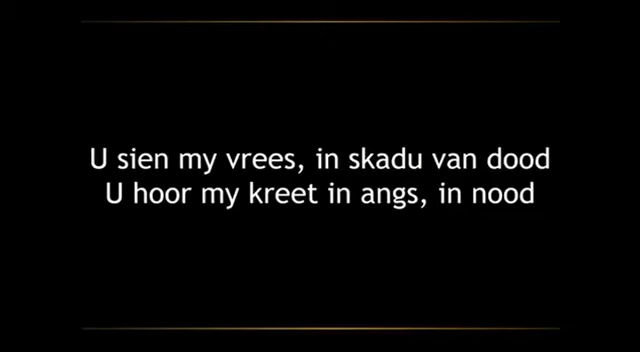 U sien my vrees, in skadu van dood
U hoor my kreet in angs, in nood